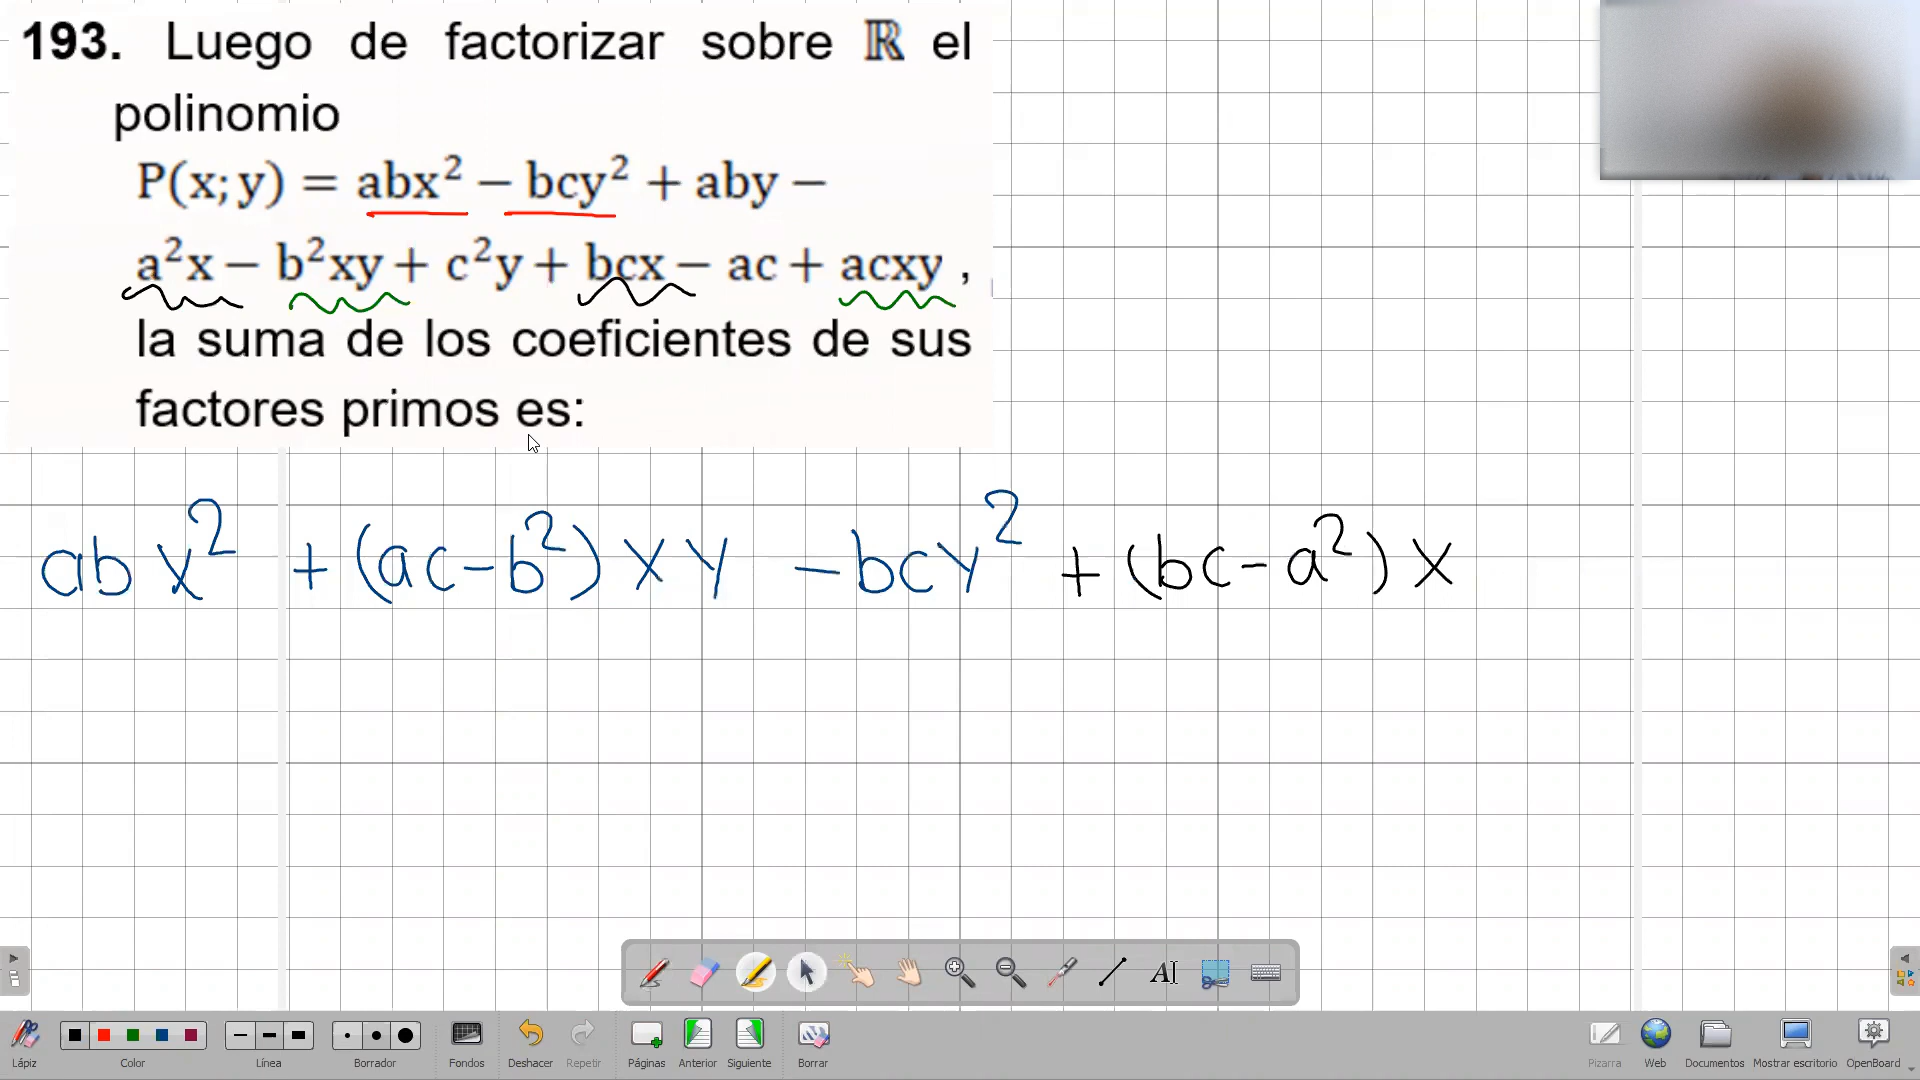 193. Luego de factorizar sobre ℝ el
polinomio
P(x; y) = abx² − bcy² + aby −
a²x − b²xy + c²y + bcx − ac + acxy ,
la suma de los coeficientes de sus
factores primos es:
abx² + (ac-b²)xy -bcy² + (bc-a²)x
AI
Lápiz Color Línea Borrador Fondos Deshacer Repetir Páginas Anterior Siguiente Borrar Pizarra Web Documentos Mostrar escritorio OpenBoard